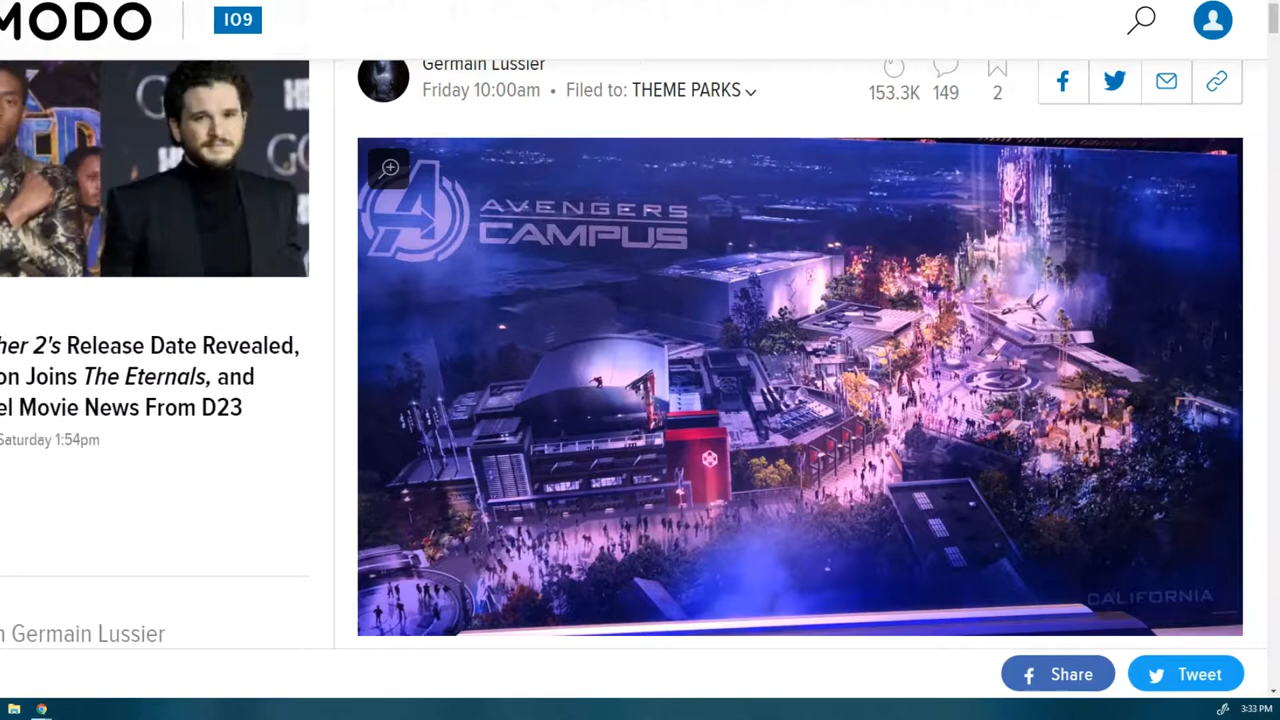 MODO
IO9
Germain Lussier
Friday 10:00am • Filed to: THEME PARKS
153.3K 149 2
AVENGERS
CAMPUS
CALIFORNIA
her 2's Release Date Revealed,
on Joins The Eternals, and
el Movie News From D23
Saturday 1:54pm
n Germain Lussier
Share
Tweet
3:33 PM